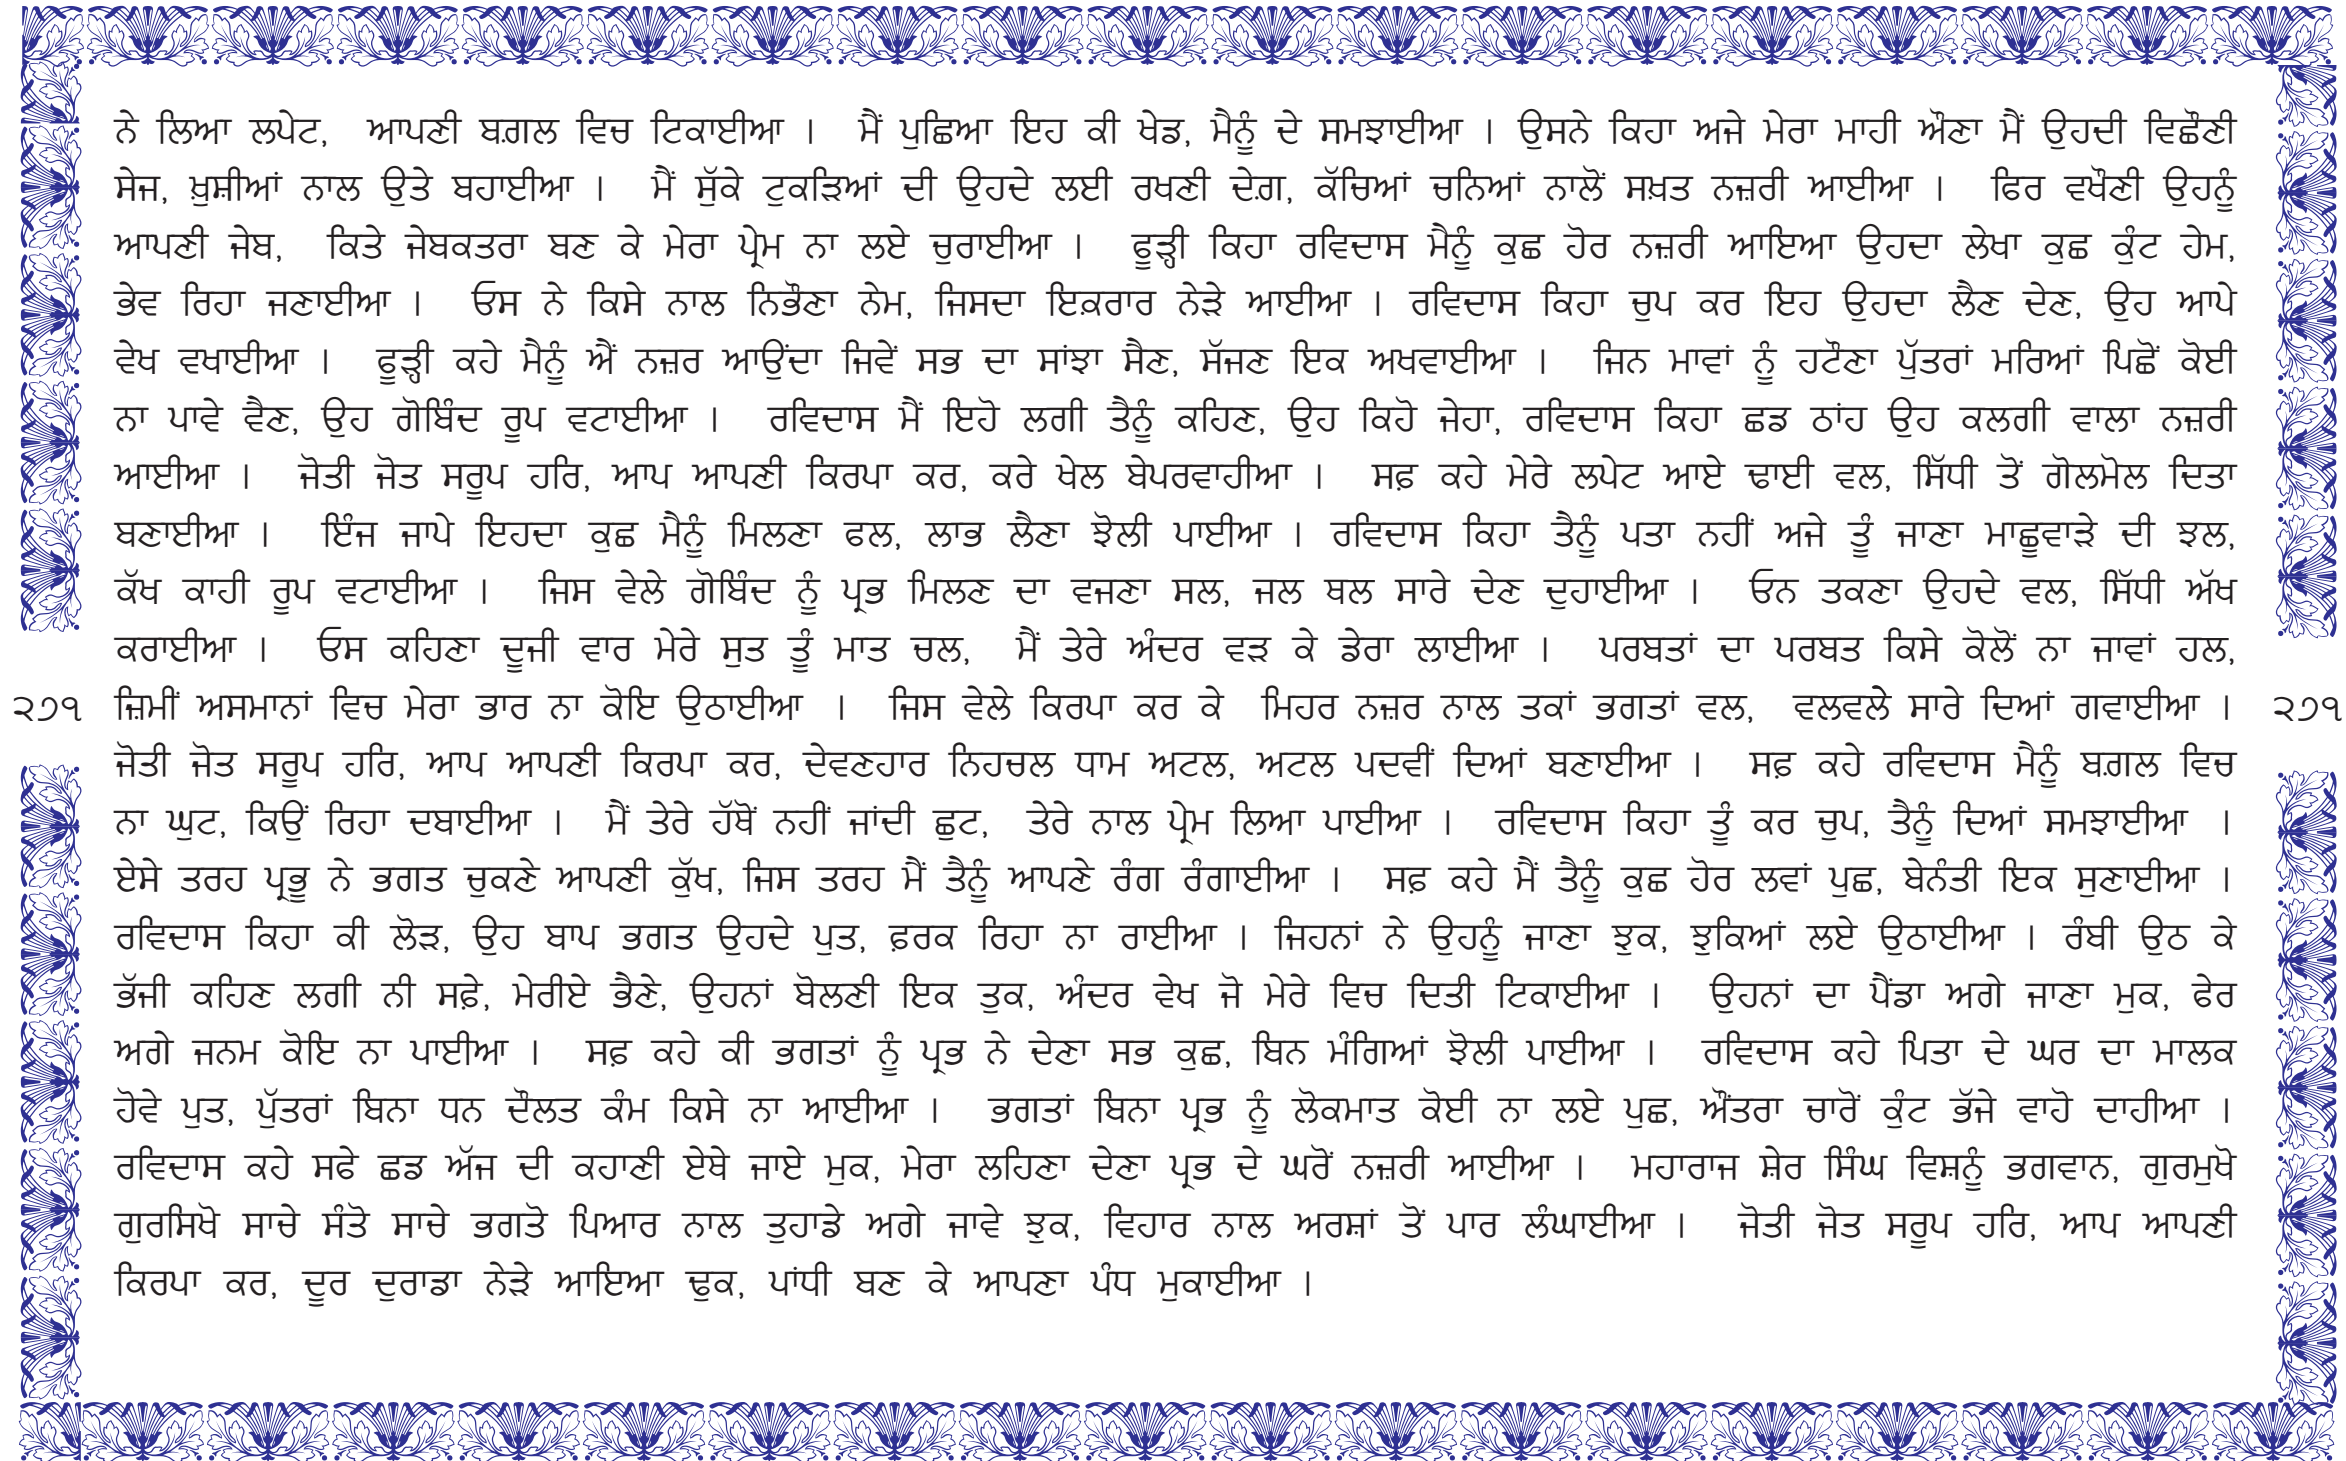 ਨੇ ਲਿਆ ਲਪੇਟ, ਆਪਣੀ ਬਗ਼ਲ ਵਿਚ ਟਿਕਾਈਆ । ਮੈਂ ਪੁਛਿਆ ਇਹ ਕੀ ਖੇਡ, ਮੈਨੂੰ ਦੇ ਸਮਝਾਈਆ । ਉਸਨੇ ਕਿਹਾ ਅਜੇ ਮੇਰਾ ਮਾਹੀ ਔਣਾ ਮੈਂ ਉਹਦੀ ਵਿਛੌਣੀ
ਸੇਜ, ਖ਼ੁਸ਼ੀਆਂ ਨਾਲ ਉਤੇ ਬਹਾਈਆ । ਮੈਂ ਸੁੱਕੇ ਟੁਕੜਿਆਂ ਦੀ ਉਹਦੇ ਲਈ ਰਖਣੀ ਦੇਗ਼, ਕੱਚਿਆਂ ਚਨਿਆਂ ਨਾਲੋਂ ਸਖ਼ਤ ਨਜ਼ਰੀ ਆਈਆ । ਫਿਰ ਵਖੌਣੀ ਉਹਨੂੰ
ਆਪਣੀ ਜੇਬ, ਕਿਤੇ ਜੇਬਕਤਰਾ ਬਣ ਕੇ ਮੇਰਾ ਪ੍ਰੇਮ ਨਾ ਲਏ ਚੁਰਾਈਆ । ਫੂੜ੍ਹੀ ਕਿਹਾ ਰਵਿਦਾਸ ਮੈਨੂੰ ਕੁਛ ਹੋਰ ਨਜ਼ਰੀ ਆਇਆ ਉਹਦਾ ਲੇਖਾ ਕੁਛ ਕੁੰਟ ਹੇਮ,
ਭੇਵ ਰਿਹਾ ਜਣਾਈਆ । ਓਸ ਨੇ ਕਿਸੇ ਨਾਲ ਨਿਭੌਣਾ ਨੇਮ, ਜਿਸਦਾ ਇਕ਼ਰਾਰ ਨੇੜੇ ਆਈਆ । ਰਵਿਦਾਸ ਕਿਹਾ ਚੁਪ ਕਰ ਇਹ ਉਹਦਾ ਲੈਣ ਦੇਣ, ਉਹ ਆਪੇ
ਵੇਖ ਵਖਾਈਆ । ਫੂੜ੍ਹੀ ਕਹੇ ਮੈਨੂੰ ਐਂ ਨਜ਼ਰ ਆਉਂਦਾ ਜਿਵੇਂ ਸਭ ਦਾ ਸਾਂਝਾ ਸੈਣ, ਸੱਜਣ ਇਕ ਅਖਵਾਈਆ । ਜਿਨ ਮਾਵਾਂ ਨੂੰ ਹਟੌਣਾ ਪੁੱਤਰਾਂ ਮਰਿਆਂ ਪਿਛੋਂ ਕੋਈ
ਨਾ ਪਾਵੇ ਵੈਣ, ਉਹ ਗੋਬਿੰਦ ਰੂਪ ਵਟਾਈਆ । ਰਵਿਦਾਸ ਮੈਂ ਇਹੋ ਲਗੀ ਤੈਨੂੰ ਕਹਿਣ, ਉਹ ਕਿਹੋ ਜੇਹਾ, ਰਵਿਦਾਸ ਕਿਹਾ ਛਡ ਠਾਂਹ ਉਹ ਕਲਗੀ ਵਾਲਾ ਨਜ਼ਰੀ
ਆਈਆ । ਜੋਤੀ ਜੋਤ ਸਰੂਪ ਹਰਿ, ਆਪ ਆਪਣੀ ਕਿਰਪਾ ਕਰ, ਕਰੇ ਖੇਲ ਬੇਪਰਵਾਹੀਆ । ਸਫ਼ ਕਹੇ ਮੇਰੇ ਲਪੇਟ ਆਏ ਢਾਈ ਵਲ, ਸਿੱਧੀ ਤੋਂ ਗੋਲਮੋਲ ਦਿਤਾ
ਬਣਾਈਆ । ਇੰਜ ਜਾਪੇ ਇਹਦਾ ਕੁਛ ਮੈਨੂੰ ਮਿਲਣਾ ਫਲ, ਲਾਭ ਲੈਣਾ ਝੋਲੀ ਪਾਈਆ । ਰਵਿਦਾਸ ਕਿਹਾ ਤੈਨੂੰ ਪਤਾ ਨਹੀਂ ਅਜੇ ਤੂੰ ਜਾਣਾ ਮਾਛੂਵਾੜੇ ਦੀ ਝਲ,
ਕੱਖ ਕਾਹੀ ਰੂਪ ਵਟਾਈਆ । ਜਿਸ ਵੇਲੇ ਗੋਬਿੰਦ ਨੂੰ ਪ੍ਰਭ ਮਿਲਣ ਦਾ ਵਜਣਾ ਸਲ, ਜਲ ਥਲ ਸਾਰੇ ਦੇਣ ਦੁਹਾਈਆ । ਓਨ ਤਕਣਾ ਉਹਦੇ ਵਲ, ਸਿੱਧੀ ਅੱਖ
ਕਰਾਈਆ । ਓਸ ਕਹਿਣਾ ਦੂਜੀ ਵਾਰ ਮੇਰੇ ਸੁਤ ਤੂੰ ਮਾਤ ਚਲ, ਮੈਂ ਤੇਰੇ ਅੰਦਰ ਵੜ ਕੇ ਡੇਰਾ ਲਾਈਆ । ਪਰਬਤਾਂ ਦਾ ਪਰਬਤ ਕਿਸੇ ਕੋਲੋਂ ਨਾ ਜਾਵਾਂ ਹਲ,
੨੭੧ ਜ਼ਿਮੀਂ ਅਸਮਾਨਾਂ ਵਿਚ ਮੇਰਾ ਭਾਰ ਨਾ ਕੋਇ ਉਠਾਈਆ । ਜਿਸ ਵੇਲੇ ਕਿਰਪਾ ਕਰ ਕੇ ਮਿਹਰ ਨਜ਼ਰ ਨਾਲ ਤਕਾਂ ਭਗਤਾਂ ਵਲ, ਵਲਵਲੇ ਸਾਰੇ ਦਿਆਂ ਗਵਾਈਆ । ੨੭੧
ਜੋਤੀ ਜੋਤ ਸਰੂਪ ਹਰਿ, ਆਪ ਆਪਣੀ ਕਿਰਪਾ ਕਰ, ਦੇਵਣਹਾਰ ਨਿਹਚਲ ਧਾਮ ਅਟਲ, ਅਟਲ ਪਦਵੀਂ ਦਿਆਂ ਬਣਾਈਆ । ਸਫ਼ ਕਹੇ ਰਵਿਦਾਸ ਮੈਨੂੰ ਬਗ਼ਲ ਵਿਚ
ਨਾ ਘੁਟ, ਕਿਉਂ ਰਿਹਾ ਦਬਾਈਆ । ਮੈਂ ਤੇਰੇ ਹੱਥੋਂ ਨਹੀਂ ਜਾਂਦੀ ਛੁਟ, ਤੇਰੇ ਨਾਲ ਪ੍ਰੇਮ ਲਿਆ ਪਾਈਆ । ਰਵਿਦਾਸ ਕਿਹਾ ਤੂੰ ਕਰ ਚੁਪ, ਤੈਨੂੰ ਦਿਆਂ ਸਮਝਾਈਆ ।
ਏਸੇ ਤਰਹ ਪ੍ਰਭੂ ਨੇ ਭਗਤ ਚੁਕਣੇ ਆਪਣੀ ਕੁੱਖ, ਜਿਸ ਤਰਹ ਮੈਂ ਤੈਨੂੰ ਆਪਣੇ ਰੰਗ ਰੰਗਾਈਆ । ਸਫ਼ ਕਹੇ ਮੈਂ ਤੈਨੂੰ ਕੁਛ ਹੋਰ ਲਵਾਂ ਪੁਛ, ਬੇਨੰਤੀ ਇਕ ਸੁਣਾਈਆ ।
ਰਵਿਦਾਸ ਕਿਹਾ ਕੀ ਲੋੜ, ਉਹ ਬਾਪ ਭਗਤ ਉਹਦੇ ਪੁਤ, ਫ਼ਰਕ ਰਿਹਾ ਨਾ ਰਾਈਆ । ਜਿਹਨਾਂ ਨੇ ਉਹਨੂੰ ਜਾਣਾ ਝੁਕ, ਝੁਕਿਆਂ ਲਏ ਉਠਾਈਆ । ਰੰਬੀ ਉਠ ਕੇ
ਭੱਜੀ ਕਹਿਣ ਲਗੀ ਨੀ ਸਫ਼ੇ, ਮੇਰੀਏ ਭੈਣੇ, ਉਹਨਾਂ ਬੋਲਣੀ ਇਕ ਤੁਕ, ਅੰਦਰ ਵੇਖ ਜੋ ਮੇਰੇ ਵਿਚ ਦਿਤੀ ਟਿਕਾਈਆ । ਉਹਨਾਂ ਦਾ ਪੈਂਡਾ ਅਗੇ ਜਾਣਾ ਮੁਕ, ਫੇਰ
ਅਗੇ ਜਨਮ ਕੋਇ ਨਾ ਪਾਈਆ । ਸਫ਼ ਕਹੇ ਕੀ ਭਗਤਾਂ ਨੂੰ ਪ੍ਰਭ ਨੇ ਦੇਣਾ ਸਭ ਕੁਛ, ਬਿਨ ਮੰਗਿਆਂ ਝੋਲੀ ਪਾਈਆ । ਰਵਿਦਾਸ ਕਹੇ ਪਿਤਾ ਦੇ ਘਰ ਦਾ ਮਾਲਕ
ਹੋਵੇ ਪੁਤ, ਪੁੱਤਰਾਂ ਬਿਨਾ ਧਨ ਦੌਲਤ ਕੰਮ ਕਿਸੇ ਨਾ ਆਈਆ । ਭਗਤਾਂ ਬਿਨਾ ਪ੍ਰਭ ਨੂੰ ਲੋਕਮਾਤ ਕੋਈ ਨਾ ਲਏ ਪੁਛ, ਔਂਤਰਾ ਚਾਰੋਂ ਕੁੰਟ ਭੱਜੇ ਵਾਹੋ ਦਾਹੀਆ ।
ਰਵਿਦਾਸ ਕਹੇ ਸਫੇ ਛਡ ਅੱਜ ਦੀ ਕਹਾਣੀ ਏਥੇ ਜਾਏ ਮੁਕ, ਮੇਰਾ ਲਹਿਣਾ ਦੇਣਾ ਪ੍ਰਭ ਦੇ ਘਰੋਂ ਨਜ਼ਰੀ ਆਈਆ । ਮਹਾਰਾਜ ਸ਼ੇਰ ਸਿੰਘ ਵਿਸ਼ਨੂੰ ਭਗਵਾਨ, ਗੁਰਮੁਖੋ
ਗੁਰਸਿਖੋ ਸਾਚੇ ਸੰਤੋ ਸਾਚੇ ਭਗਤੋ ਪਿਆਰ ਨਾਲ ਤੁਹਾਡੇ ਅਗੇ ਜਾਵੇ ਝੁਕ, ਵਿਹਾਰ ਨਾਲ ਅਰਸ਼ਾਂ ਤੋਂ ਪਾਰ ਲੰਘਾਈਆ । ਜੋਤੀ ਜੋਤ ਸਰੂਪ ਹਰਿ, ਆਪ ਆਪਣੀ
ਕਿਰਪਾ ਕਰ, ਦੂਰ ਦੁਰਾਡਾ ਨੇੜੇ ਆਇਆ ਢੁਕ, ਪਾਂਧੀ ਬਣ ਕੇ ਆਪਣਾ ਪੰਧ ਮੁਕਾਈਆ ।